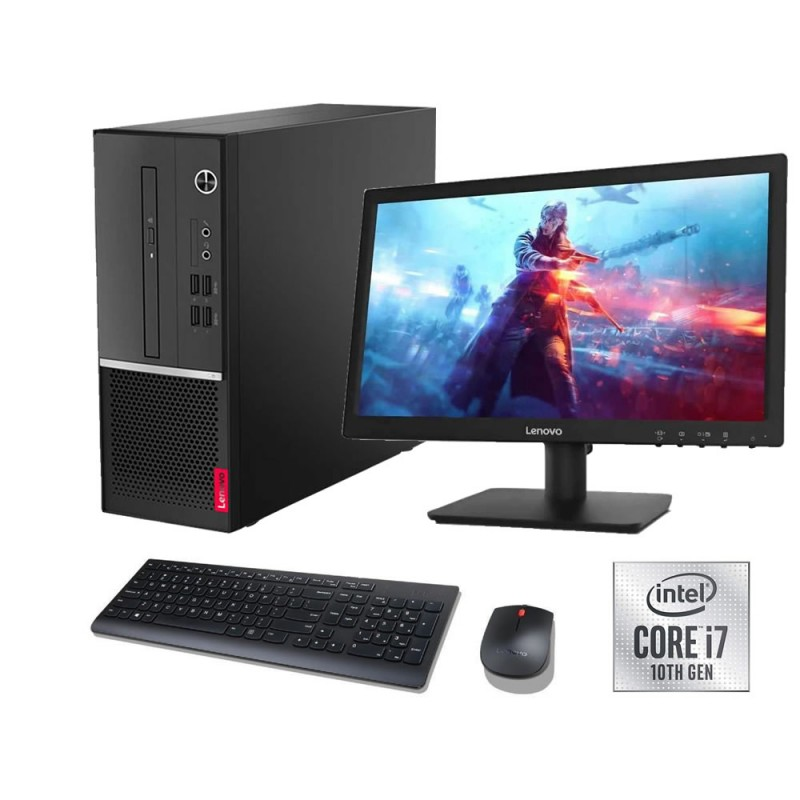 Lenovo
Lenovo
intel
CORE i7
10TH GEN